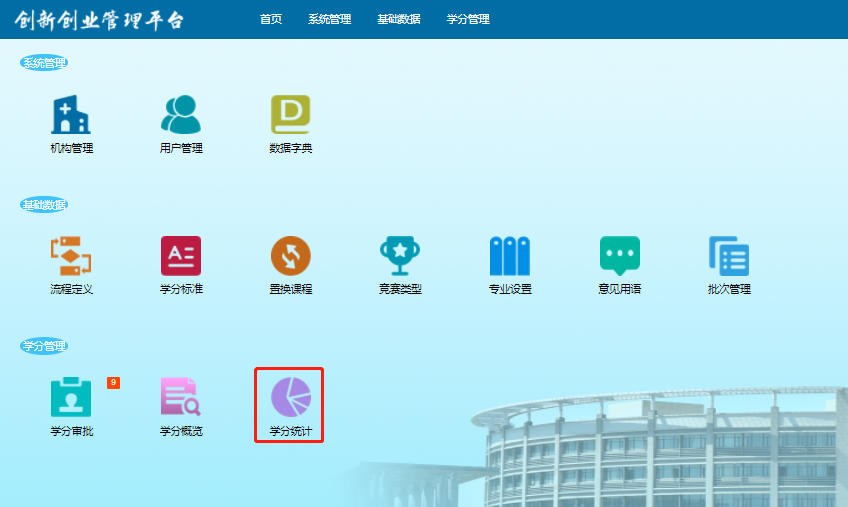 创新创业管理平台 首页 系统管理 基础数据 学分管理
系统管理
机构管理 用户管理 数据字典
基础数据
流程定义 学分标准 置换课程 竞赛类型 专业设置 意见用语 批次管理
学分管理
9
学分审批 学分概览 学分统计